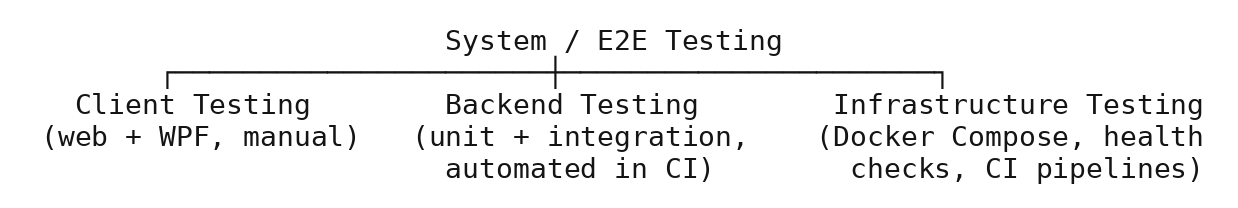 System / E2E Testing
Client Testing
(web + WPF, manual)
Backend Testing
(unit + integration,
automated in CI)
Infrastructure Testing
(Docker Compose, health
checks, CI pipelines)